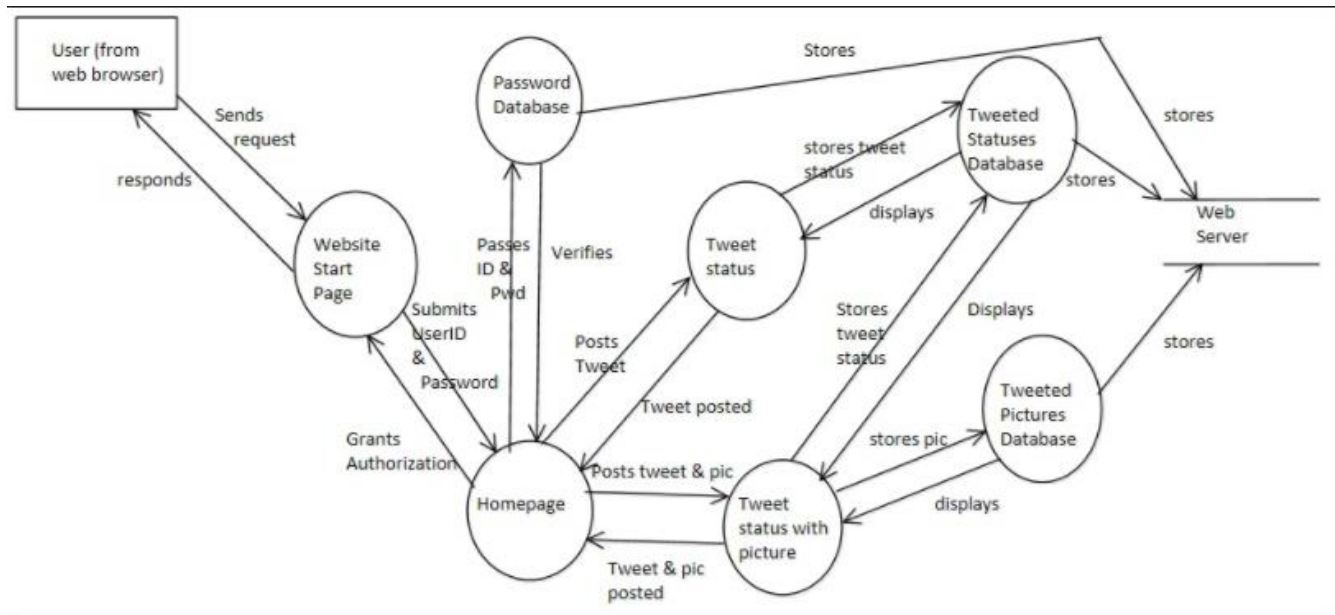 User (from
web browser)
Sends
request
responds
Website
Start
Page
Submits
UserID
&
Password
Grants
Authorization
Homepage
Passes
ID &
Pwd
Verifies
Password
Database
Stores
stores
Posts
Tweet
Tweet posted
Tweet
status
stores tweet
status
displays
Tweeted
Statuses
Database
stores
Web
Server
Posts tweet & pic
Tweet & pic
posted
Tweet
status with
picture
Stores
tweet
status
Displays
stores pic
displays
Tweeted
Pictures
Database
stores